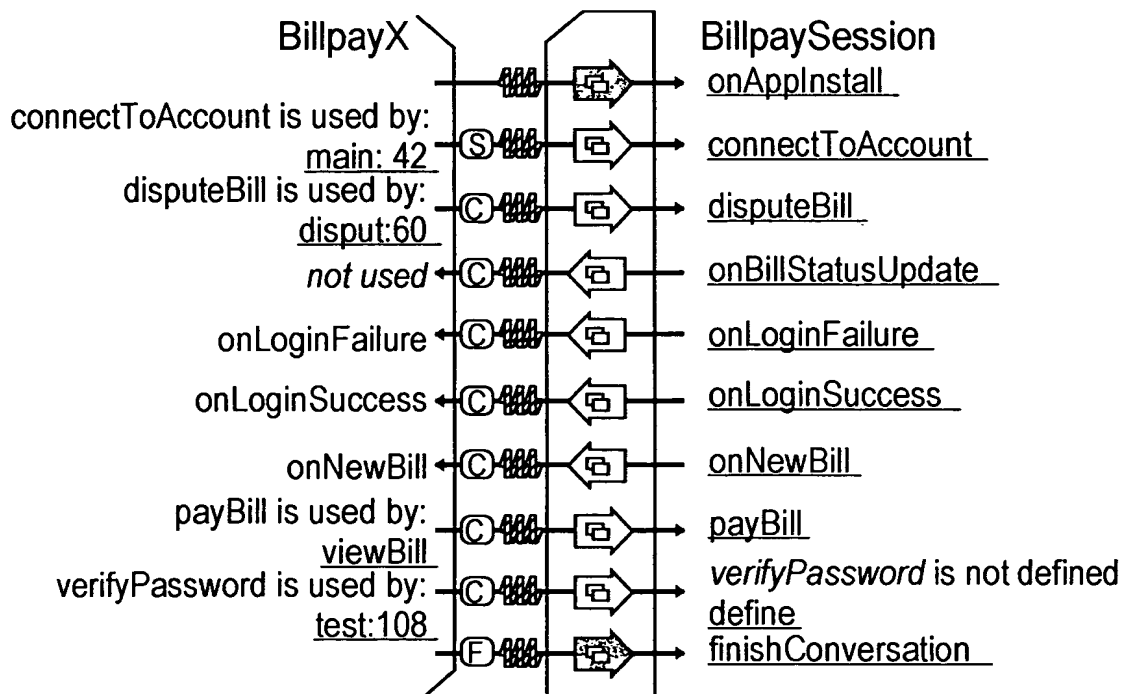 BillpayX BillpaySession
onAppInstall
connectToAccount is used by:
main: 42 S connectToAccount
disputeBill is used by:
disput:60 C disputeBill
not used C onBillStatusUpdate
onLoginFailure C onLoginFailure
onLoginSuccess C onLoginSuccess
onNewBill C onNewBill
payBill is used by:
viewBill C payBill
verifyPassword is used by: C verifyPassword is not defined
test:108 define
F finishConversation